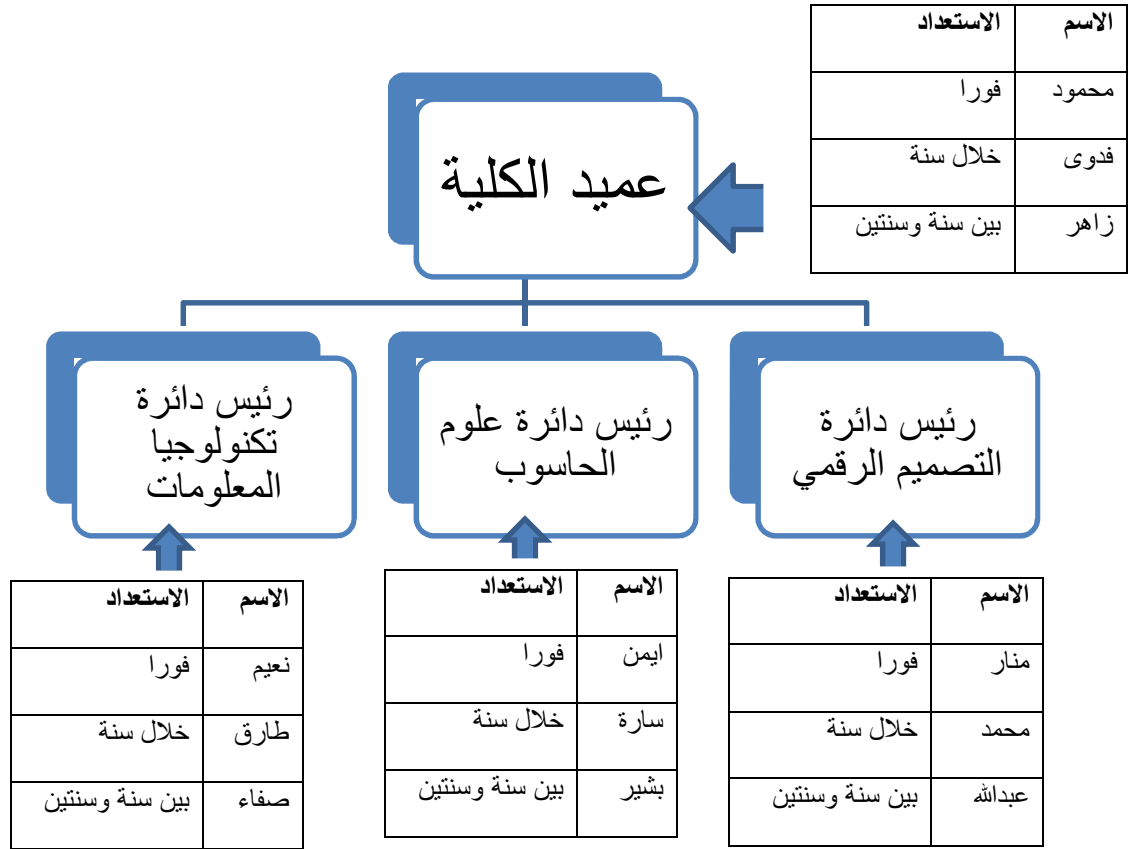 الاسم الاستعداد
محمود فورا
فدوى خلال سنة
زاهر بين سنة وسنتين
عميد الكلية
رئيس دائرة
التصميم الرقمي
رئيس دائرة علوم
الحاسوب
رئيس دائرة
تكنولوجيا
المعلومات
الاسم الاستعداد
منار فورا
محمد خلال سنة
عبدالله بين سنة وسنتين
الاسم الاستعداد
ايمن فورا
سارة خلال سنة
بشير بين سنة وسنتين
الاسم الاستعداد
نعيم فورا
طارق خلال سنة
صفاء بين سنة وسنتين